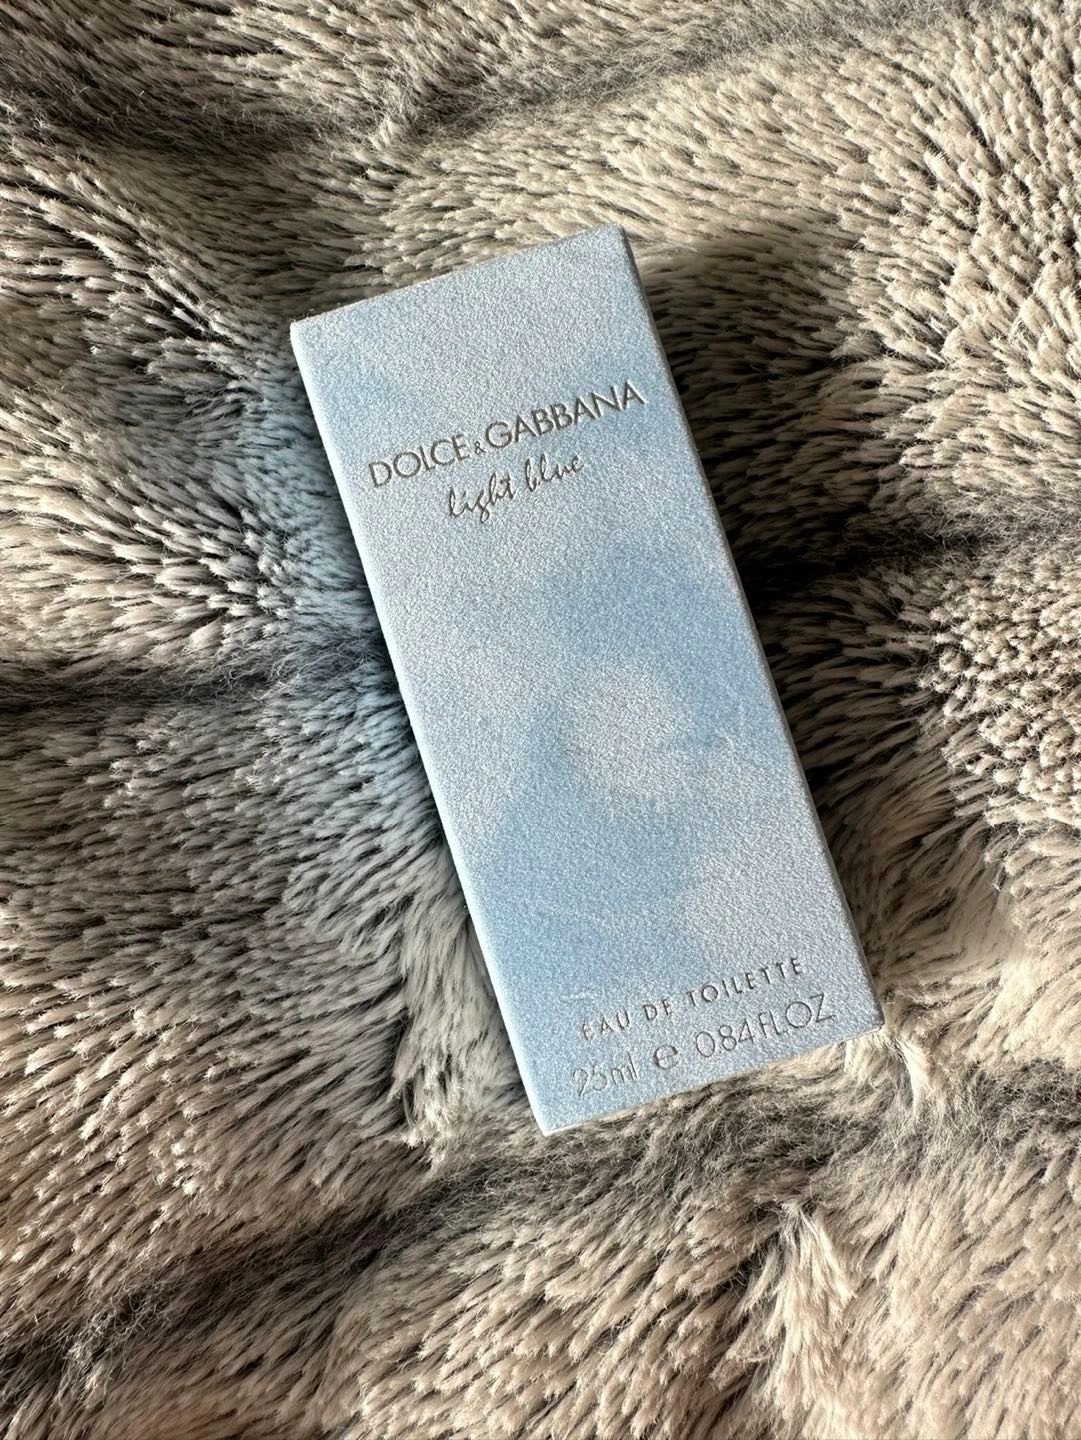 DOLCE & GABBANA
light blue
EAU DE TOILETTE
25ml e 0.84 FL OZ